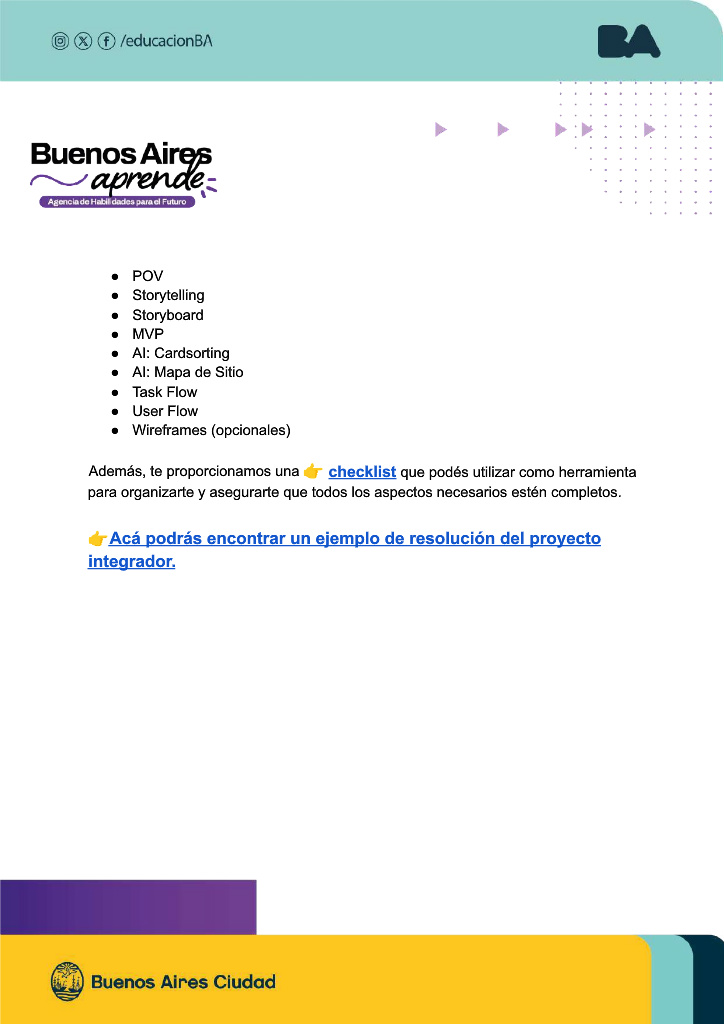 /educacionBA
BA
Buenos Aires
aprende
Agencia de Habilidades para el Futuro
● POV
● Storytelling
● Storyboard
● MVP
● AI: Cardsorting
● AI: Mapa de Sitio
● Task Flow
● User Flow
● Wireframes (opcionales)
Además, te proporcionamos una 👉 checklist que podés utilizar como herramienta
para organizarte y asegurarte que todos los aspectos necesarios estén completos.
👉Acá podrás encontrar un ejemplo de resolución del proyecto
integrador.
Buenos Aires Ciudad